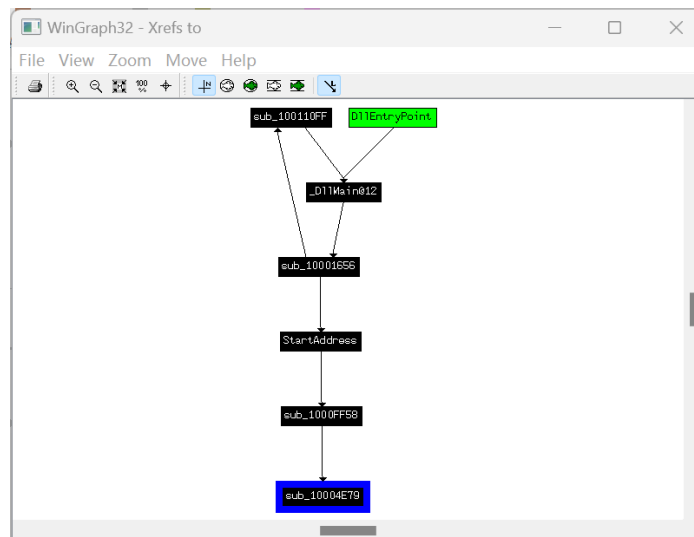 WinGraph32 - Xrefs to
File View Zoom Move Help
100 %
N
sub_100110FF DllEntryPoint
_DllMain@12
sub_10001656
StartAddress
sub_1000FF58
sub_10004E79